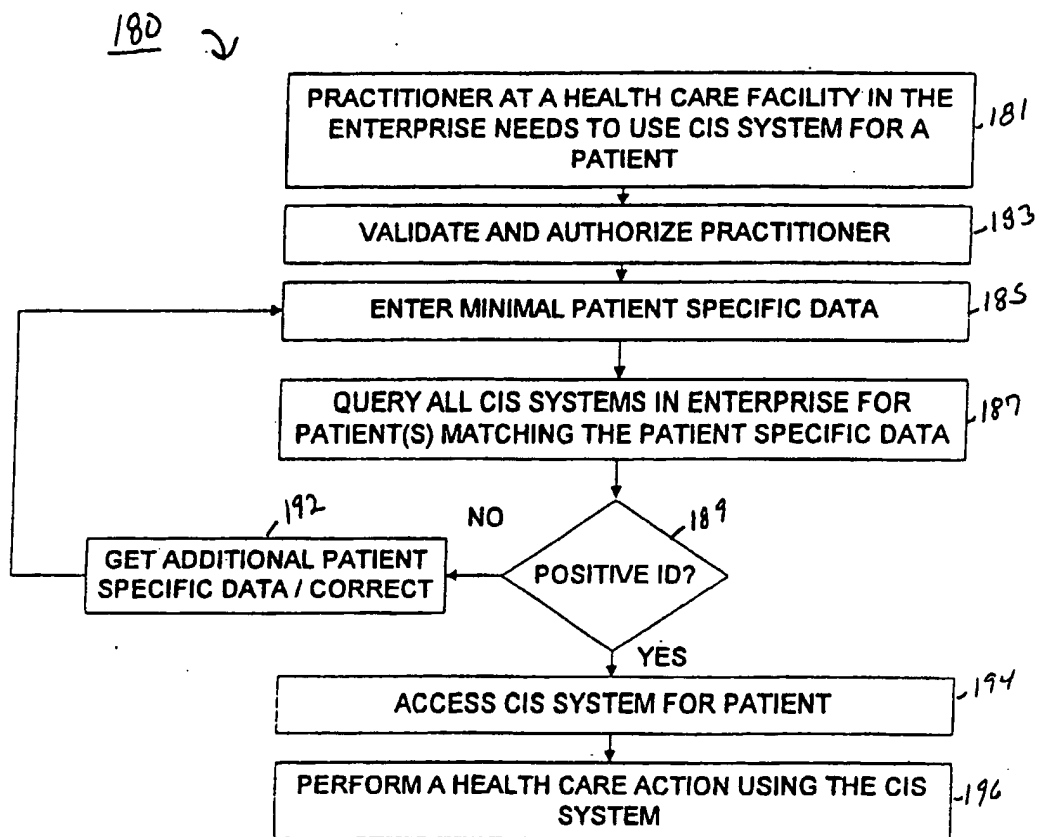 180
PRACTITIONER AT A HEALTH CARE FACILITY IN THE
ENTERPRISE NEEDS TO USE CIS SYSTEM FOR A
PATIENT
181
VALIDATE AND AUTHORIZE PRACTITIONER
183
ENTER MINIMAL PATIENT SPECIFIC DATA
185
QUERY ALL CIS SYSTEMS IN ENTERPRISE FOR
PATIENT(S) MATCHING THE PATIENT SPECIFIC DATA
187
192
NO
189
GET ADDITIONAL PATIENT
SPECIFIC DATA / CORRECT
POSITIVE ID?
YES
ACCESS CIS SYSTEM FOR PATIENT
194
PERFORM A HEALTH CARE ACTION USING THE CIS
SYSTEM
196